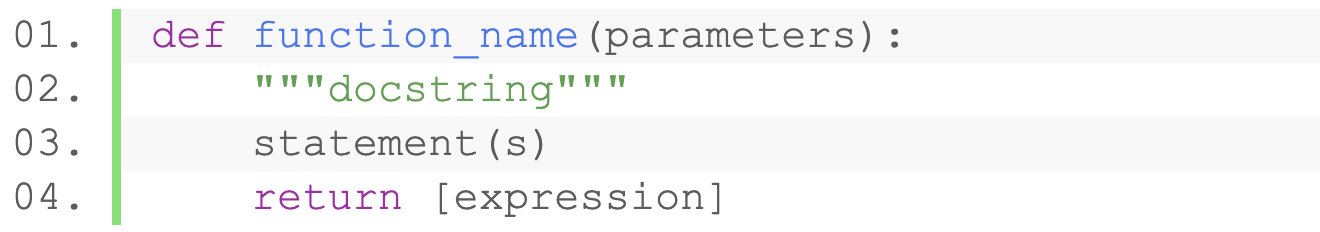 01. def function_name(parameters):
02.     """docstring"""
03.     statement(s)
04.     return [expression]